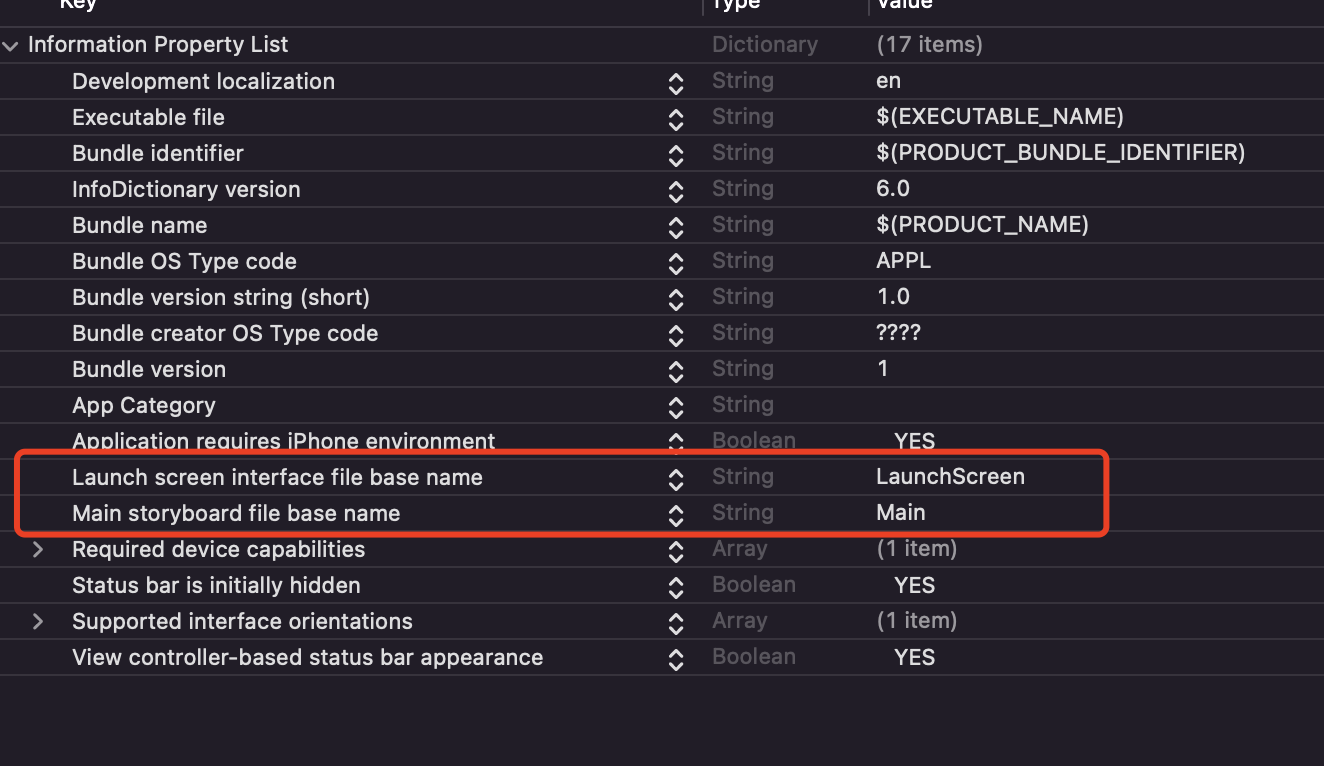 Key Type Value
Information Property List Dictionary (17 items)
Development localization String en
Executable file String $(EXECUTABLE_NAME)
Bundle identifier String $(PRODUCT_BUNDLE_IDENTIFIER)
InfoDictionary version String 6.0
Bundle name String $(PRODUCT_NAME)
Bundle OS Type code String APPL
Bundle version string (short) String 1.0
Bundle creator OS Type code String ????
Bundle version String 1
App Category String
Application requires iPhone environment Boolean YES
Launch screen interface file base name String LaunchScreen
Main storyboard file base name String Main
Required device capabilities Array (1 item)
Status bar is initially hidden Boolean YES
Supported interface orientations Array (1 item)
View controller-based status bar appearance Boolean YES